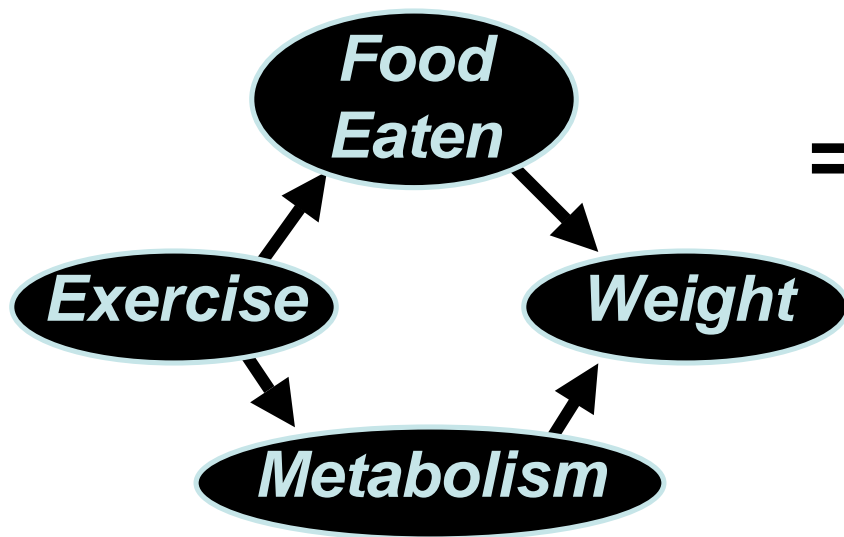 Food
Eaten
=
Exercise
Weight
Metabolism